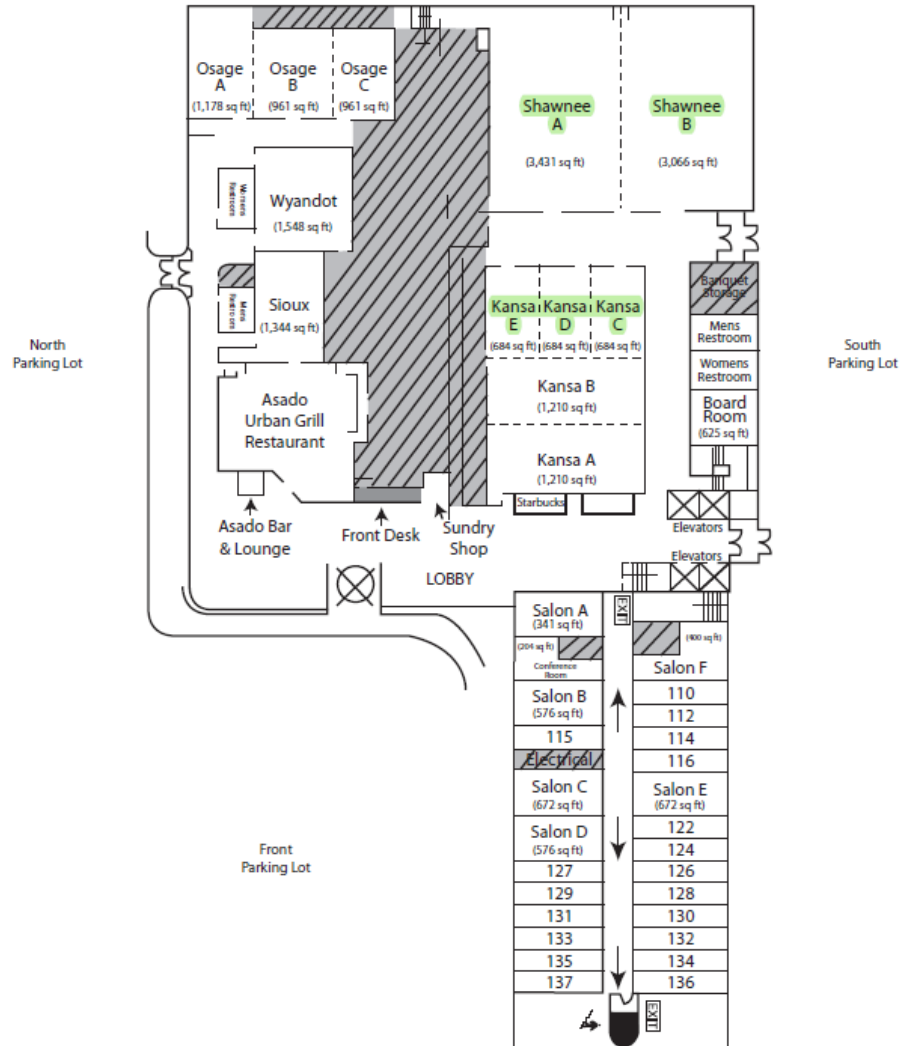 Osage
A
(1,178 sq ft)
Osage
B
(961 sq ft)
Osage
C
(961 sq ft)
Shawnee
A
(3,431 sq ft)
Shawnee
B
(3,066 sq ft)
Womens
Restroom
Wyandot
(1,548 sq ft)
Mens
Restroom
Sioux
(1,344 sq ft)
North
Parking Lot
South
Parking Lot
Kansa
E
(684 sq ft)
Kansa
D
(684 sq ft)
Kansa
C
(684 sq ft)
Banquet
Storage
Mens
Restroom
Womens
Restroom
Board
Room
(625 sq ft)
Kansa B
(1,210 sq ft)
Kansa A
(1,210 sq ft)
Asado
Urban Grill
Restaurant
Starbucks
Asado Bar
& Lounge
Front Desk
Sundry
Shop
Elevators
Elevators
LOBBY
Salon A
(341 sq ft)
EXIT
(204 sq ft)
Conference
Room
(400 sq ft)
Salon F
Salon B
(576 sq ft)
115
Electrical
110
112
114
116
Salon C
(672 sq ft)
Salon E
(672 sq ft)
Salon D
(576 sq ft)
122
124
Front
Parking Lot
127
129
131
133
135
137
126
128
130
132
134
136
EXIT